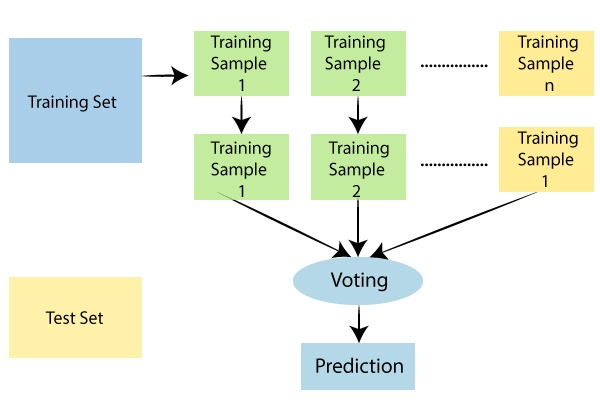 Training Set
Training
Sample
1
Training
Sample
2
Training
Sample
n
Training
Sample
1
Training
Sample
2
Training
Sample
1
Voting
Test Set
Prediction